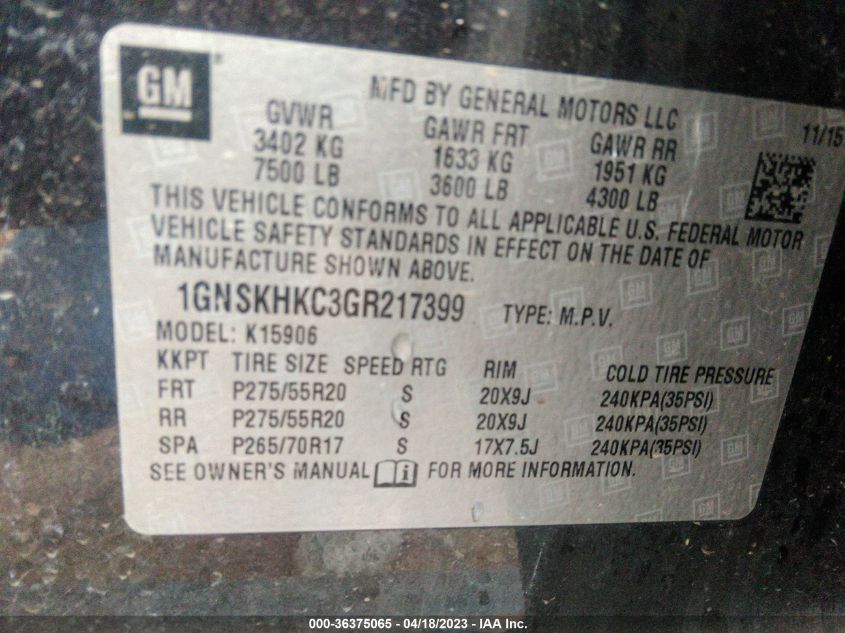 GM
MFD BY GENERAL MOTORS LLC
11/15
GVWR GAWR FRT GAWR RR
3402 KG 1633 KG 1951 KG
7500 LB 3600 LB 4300 LB
THIS VEHICLE CONFORMS TO ALL APPLICABLE U.S. FEDERAL MOTOR
VEHICLE SAFETY STANDARDS IN EFFECT ON THE DATE OF
MANUFACTURE SHOWN ABOVE.
1GNSKHKC3GR217399 TYPE: M.P.V.
MODEL: K15906
KKPT TIRE SIZE SPEED RTG RIM COLD TIRE PRESSURE
FRT P275/55R20 S 20X9J 240KPA(35PSI)
RR P275/55R20 S 20X9J 240KPA(35PSI)
SPA P265/70R17 S 17X7.5J 240KPA(35PSI)
SEE OWNER'S MANUAL i FOR MORE INFORMATION.
000-36375065 - 04/18/2023 - IAA Inc.